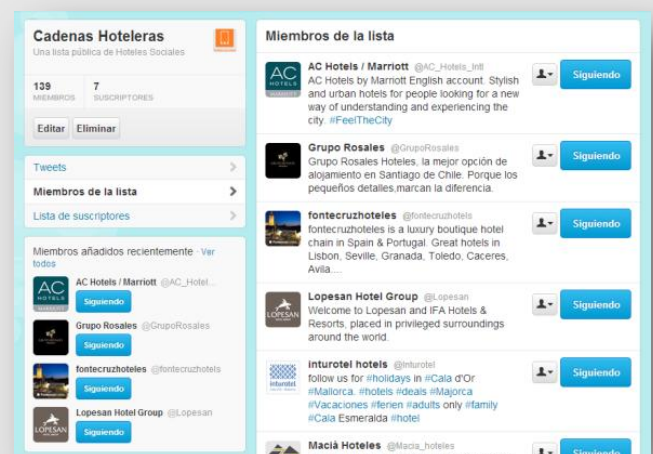 Cadenas Hoteleras
Una lista pública de Hoteles Sociales
139
MIEMBROS
7
SUSCRIPTORES
Editar
Eliminar
Tweets
Miembros de la lista
Lista de suscriptores
Miembros añadidos recientemente · Ver
todos
AC Hotels / Marriott @AC_Hotel...
Siguiendo
Grupo Rosales @GrupoRosales
Siguiendo
fontecruzhoteles @fontecruzhotels
Siguiendo
Lopesan Hotel Group @Lopesan
Siguiendo
Miembros de la lista
AC Hotels / Marriott @AC_Hotels_Intl
AC Hotels by Marriott English account. Stylish
and urban hotels for people looking for a new
way of understanding and experiencing the
city. #FeelTheCity
Siguiendo
Grupo Rosales @GrupoRosales
Grupo Rosales Hoteles, la mejor opción de
alojamiento en Santiago de Chile. Porque los
pequeños detalles,marcan la diferencia.
Siguiendo
fontecruzhoteles @fontecruzhotels
fontecruzhoteles is a luxury boutique hotel
chain in Spain & Portugal. Great hotels in
Lisbon, Seville, Granada, Toledo, Caceres,
Avila....
Siguiendo
Lopesan Hotel Group @Lopesan
Welcome to Lopesan and IFA Hotels &
Resorts, placed in privileged surroundings
around the world.
Siguiendo
inturotel hotels @Inturotel
follow us for #holidays in #Cala d'Or
#Mallorca. #hotels #deals #Majorca
#Vacaciones #ferien #adults only #family
#Cala Esmeralda #hotel
Siguiendo
Macià Hoteles @Macia_hoteles
Siguiendo
AC
HOTELS
LOPESAN
inturotel
AC
HOTELS
LOPESAN